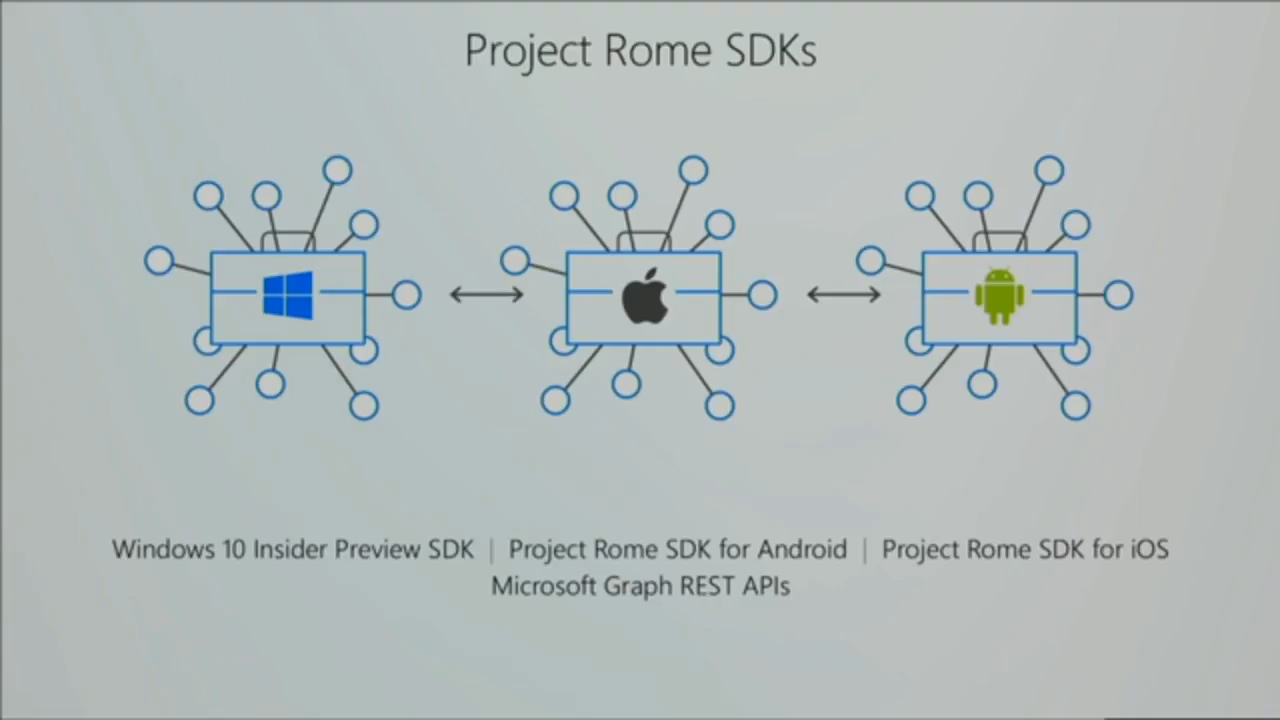 Project Rome SDKs
Windows 10 Insider Preview SDK | Project Rome SDK for Android | Project Rome SDK for iOS
Microsoft Graph REST APIs